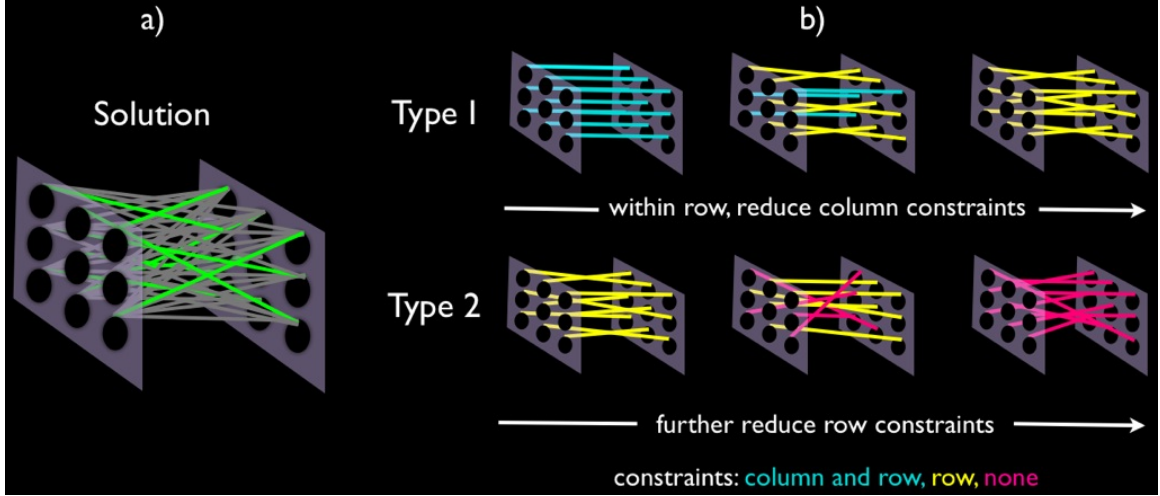 a)
b)
Solution
Type 1
within row, reduce column constraints
Type 2
further reduce row constraints
constraints: column and row, row, none